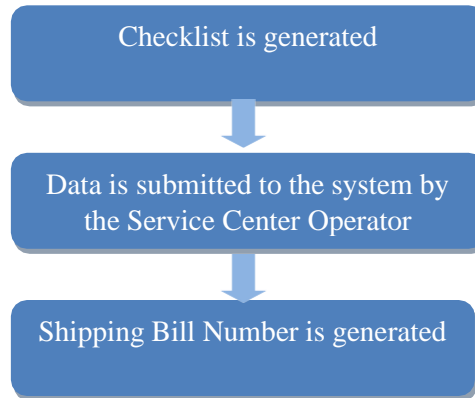 Checklist is generated
Data is submitted to the system by
the Service Center Operator
Shipping Bill Number is generated